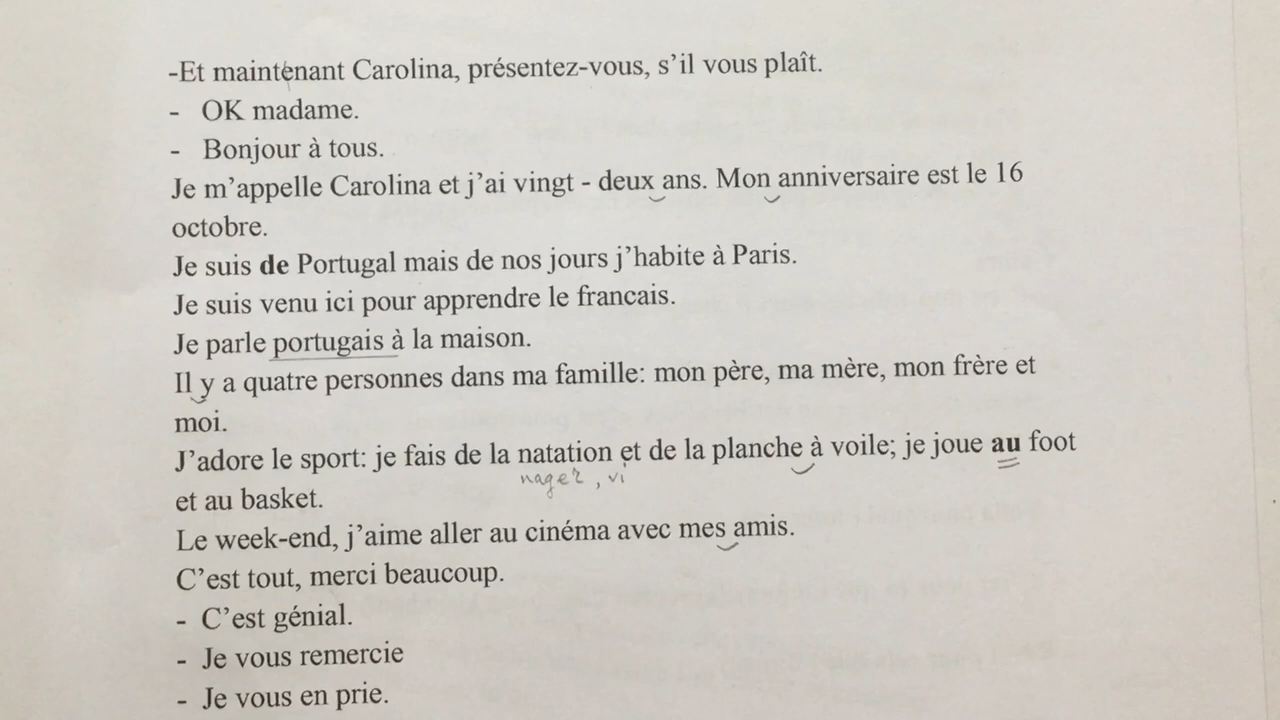 -Et maintenant Carolina, présentez-vous, s'il vous plaît.
- OK madame.
- Bonjour à tous.
Je m'appelle Carolina et j'ai vingt - deux ans. Mon anniversaire est le 16
octobre.
Je suis de Portugal mais de nos jours j'habite à Paris.
Je suis venu ici pour apprendre le francais.
Je parle portugais à la maison.
Il y a quatre personnes dans ma famille: mon père, ma mère, mon frère et
moi.
J'adore le sport: je fais de la natation et de la planche à voile; je joue au foot
nager, vi
et au basket.
Le week-end, j'aime aller au cinéma avec mes amis.
C'est tout, merci beaucoup.
- C'est génial.
- Je vous remercie
- Je vous en prie.